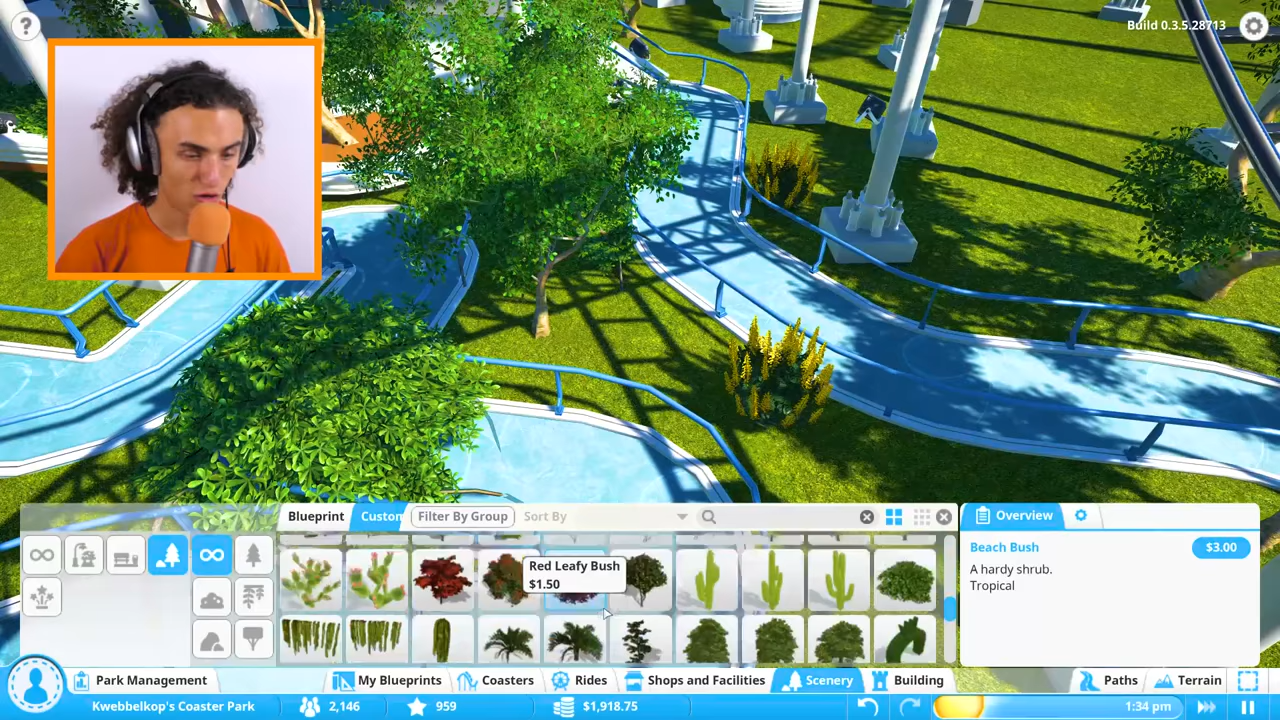 ?
Build 0.3.5.28713
Blueprint
Custom
Filter By Group
Sort By
Overview
Beach Bush
$3.00
A hardy shrub.
Tropical
Red Leafy Bush
$1.50
Park Management
My Blueprints
Coasters
Rides
Shops and Facilities
Scenery
Building
Paths
Terrain
Kwebbelkop's Coaster Park
2,146
959
$1,918.75
1:34 pm